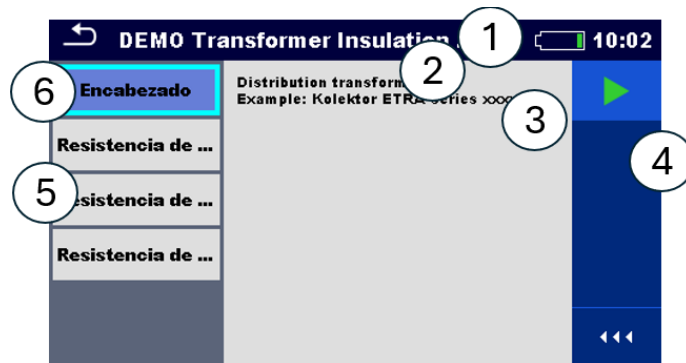 DEMO Transformer Insulation
1
10:02
2
6
Encabezado
Distribution
Example: Kolektor ETRA series
3
Resistencia de ...
4
5
Resistencia de ...
Resistencia de ...